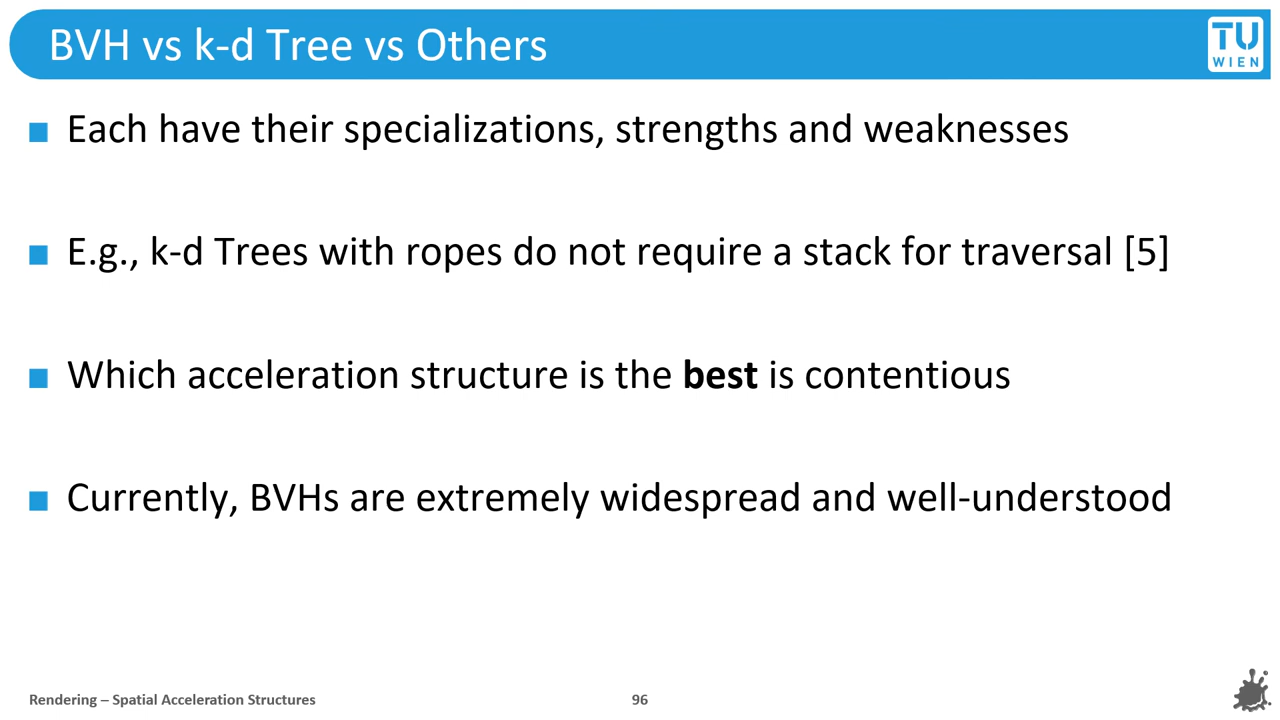 BVH vs k-d Tree vs Others
TU
WIEN
Each have their specializations, strengths and weaknesses
E.g., k-d Trees with ropes do not require a stack for traversal [5]
Which acceleration structure is the best is contentious
Currently, BVHs are extremely widespread and well-understood
Rendering – Spatial Acceleration Structures
96